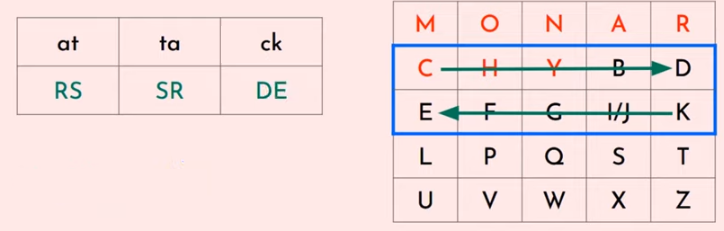 at ta ck
RS SR DE
M O N A R
C H Y B D
E F G I/J K
L P Q S T
U V W X Z